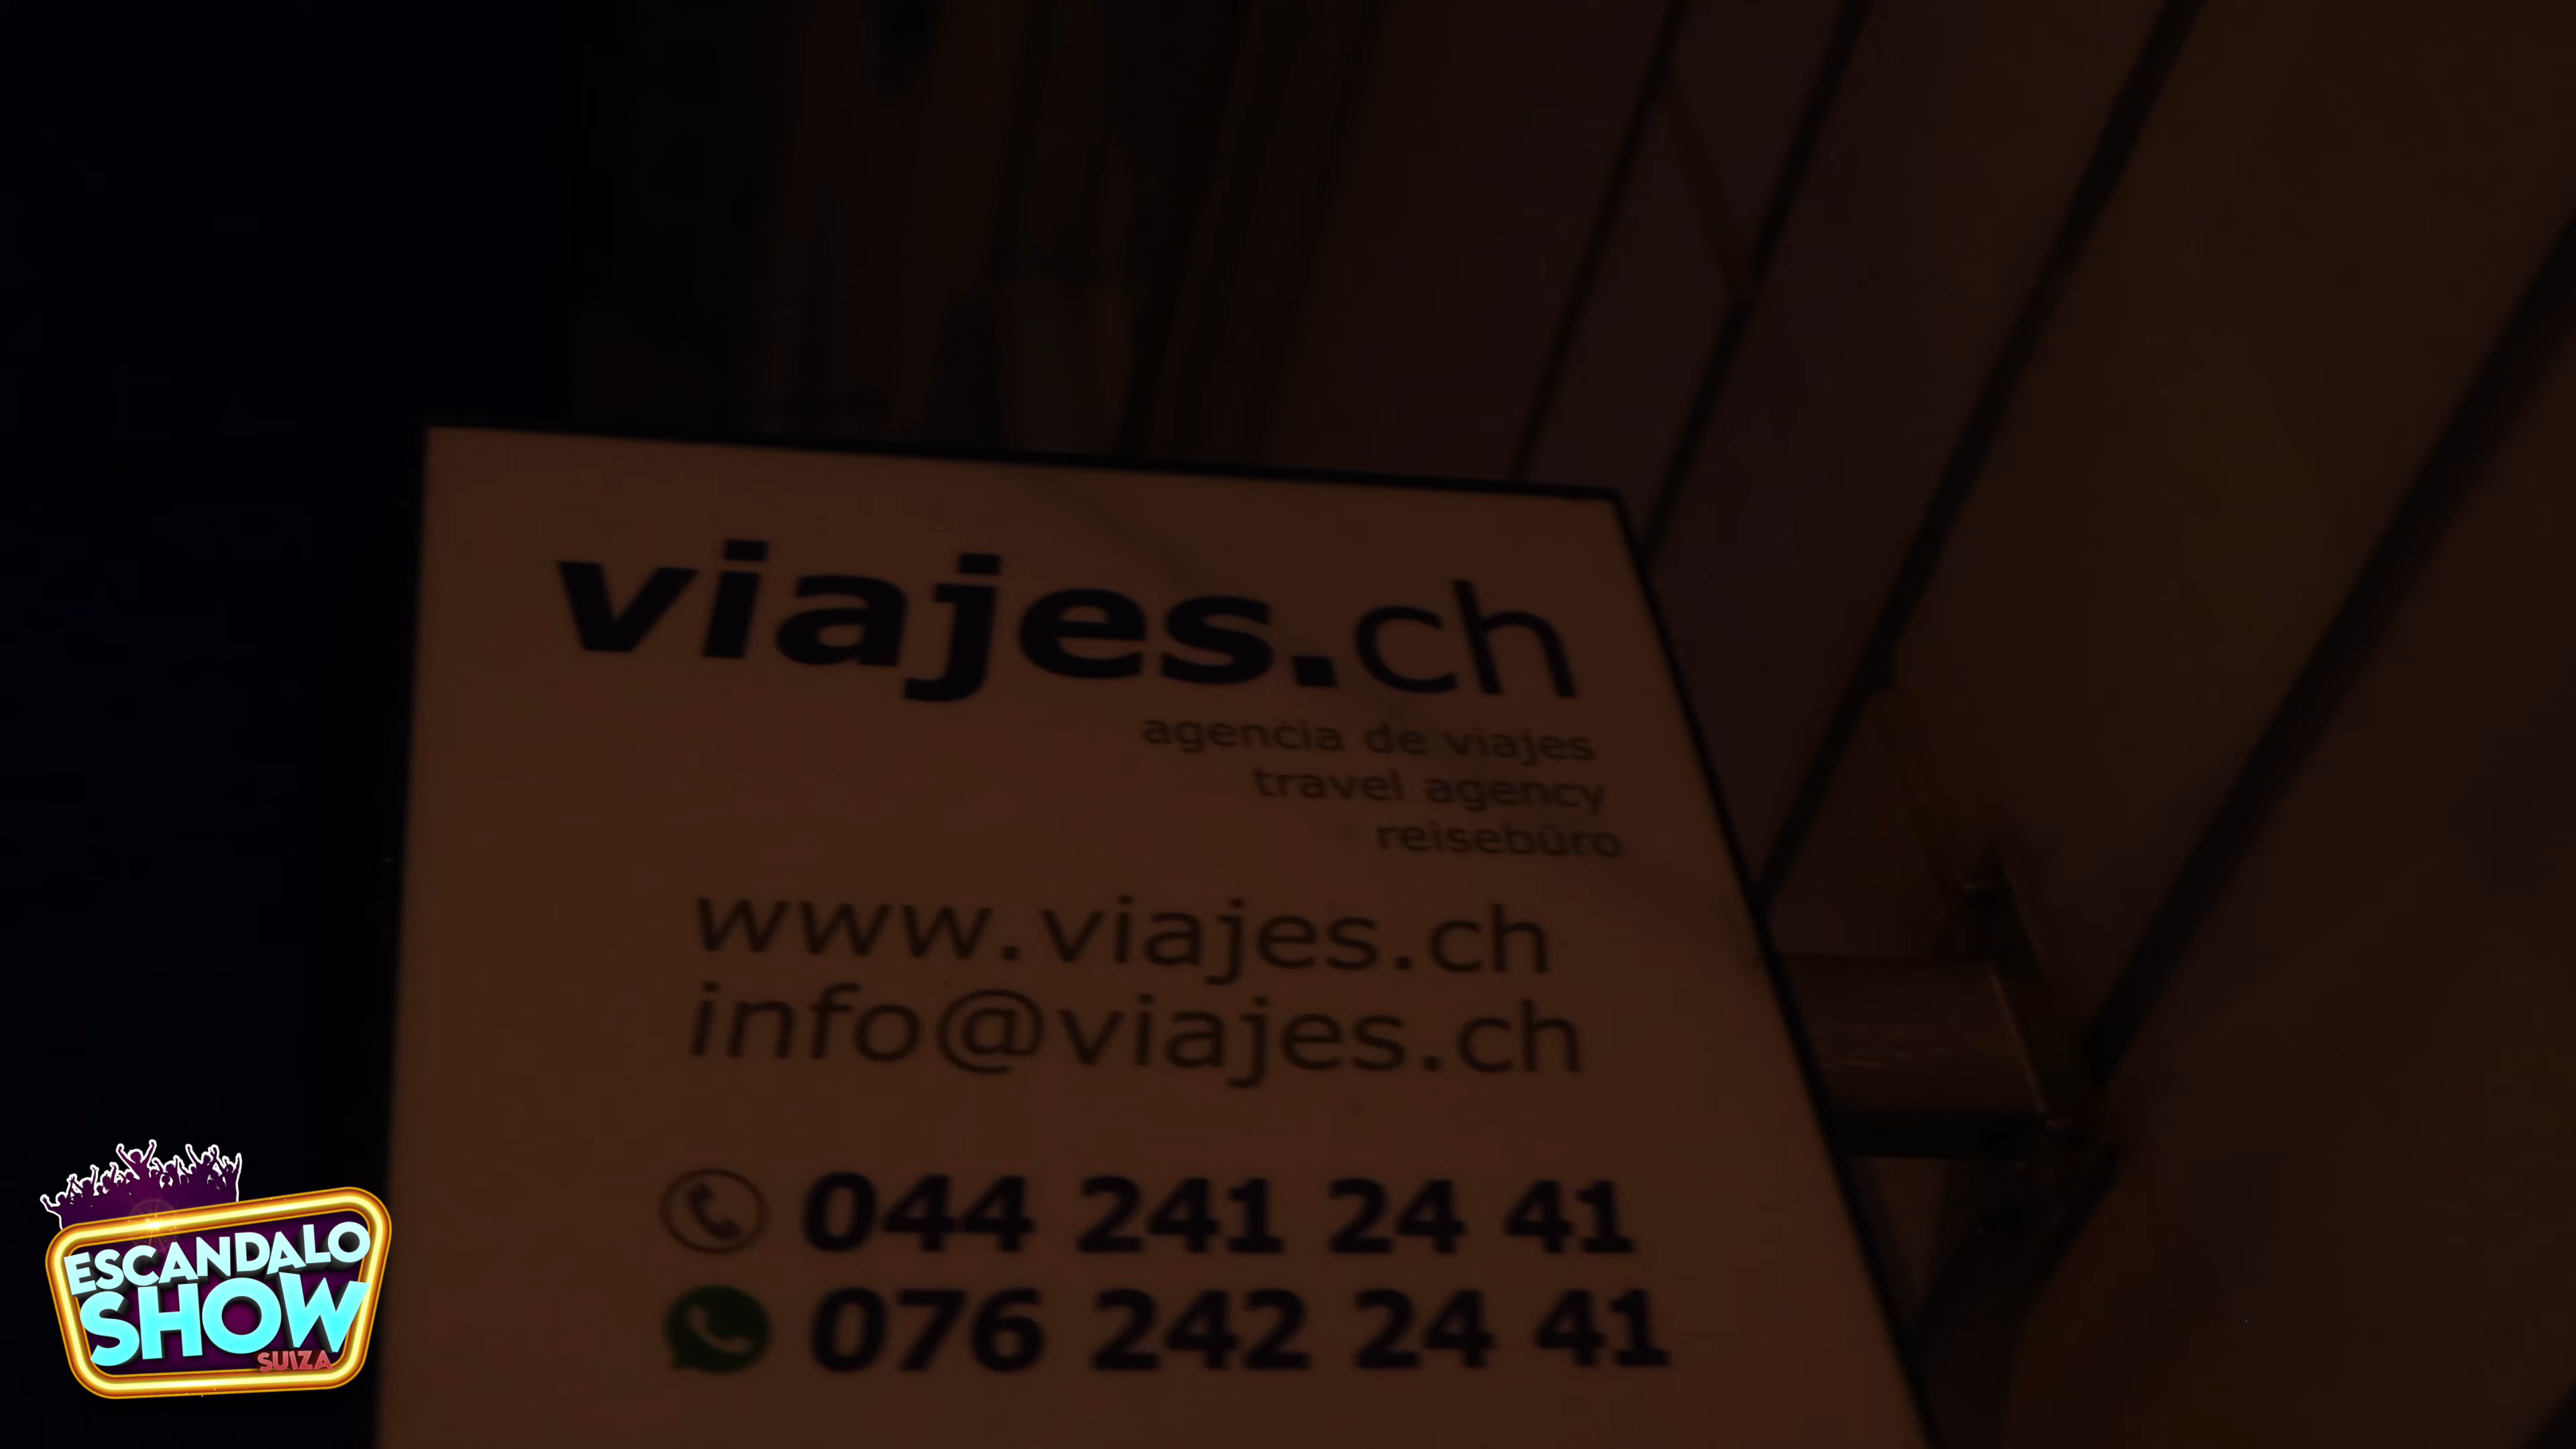 viajes.ch
agencia de viajes
travel agency
reisebüro
www.viajes.ch
info@viajes.ch
044 241 24 41
076 242 24 41
ESCANDALO
SHOW
SUIZA